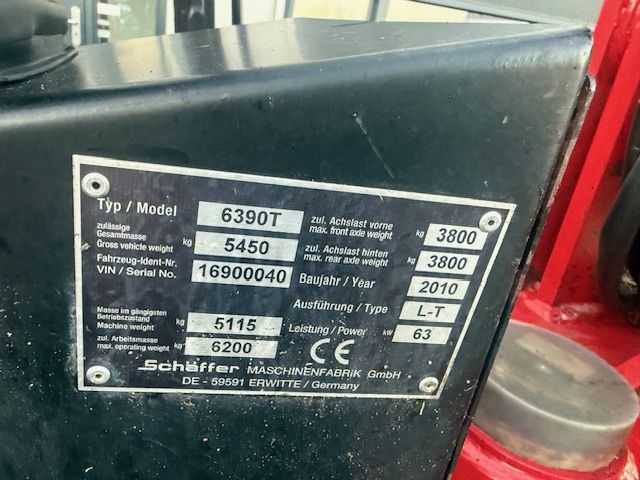 Typ / Model 6390T
zulässige Gesamtmasse
Gross vehicle weight kg 5450
Fahrzeug-Ident-Nr.
VIN / Serial No. 16900040
Masse im gängigsten
Betriebszustand
Machine weight kg 5115
zul. Arbeitsmasse
max. operating weight kg 6200
zul. Achslast vorne
max. front axle weight kg 3800
zul. Achslast hinten
max. rear axle weight kg 3800
Baujahr / Year 2010
Ausführung / Type L-T
Leistung / Power kW 63
CE
Schäffer MASCHINENFABRIK GmbH
DE - 59591 ERWITTE / Germany